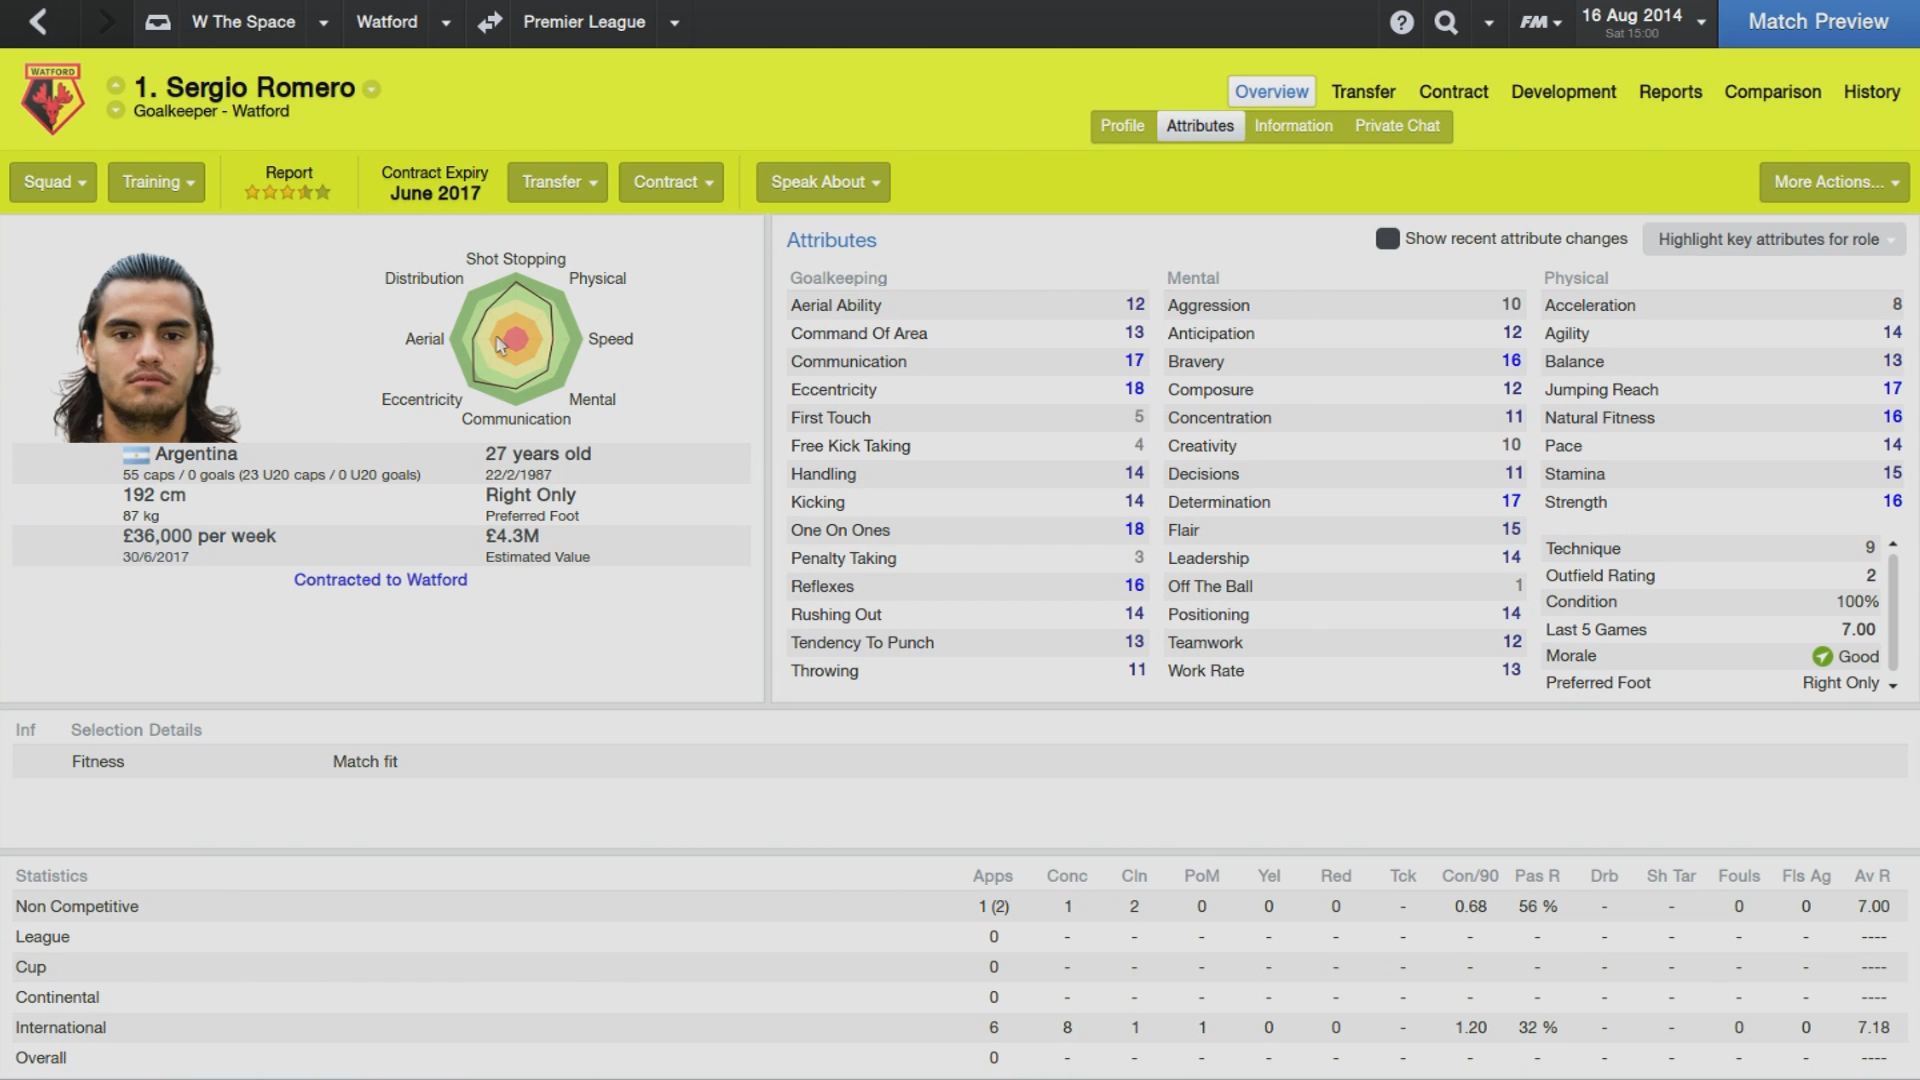 W The Space
Watford
Premier League
?
FM
16 Aug 2014
Sat 15:00
Match Preview
WATFORD
1. Sergio Romero
Goalkeeper - Watford
Overview Transfer Contract Development Reports Comparison History
Profile Attributes Information Private Chat
Squad
Training
Report
Contract Expiry
June 2017
Transfer
Contract
Speak About
More Actions...
Shot Stopping
Distribution
Physical
Aerial
Speed
Eccentricity
Mental
Communication
Argentina
55 caps / 0 goals (23 U20 caps / 0 U20 goals)
27 years old
22/2/1987
192 cm
87 kg
Right Only
Preferred Foot
£36,000 per week
30/6/2017
£4.3M
Estimated Value
Contracted to Watford
Attributes
Show recent attribute changes
Highlight key attributes for role
Goalkeeping
Aerial Ability 12
Command Of Area 13
Communication 17
Eccentricity 18
First Touch 5
Free Kick Taking 4
Handling 14
Kicking 14
One On Ones 18
Penalty Taking 3
Reflexes 16
Rushing Out 14
Tendency To Punch 13
Throwing 11
Mental
Aggression 10
Anticipation 12
Bravery 16
Composure 12
Concentration 11
Creativity 10
Decisions 11
Determination 17
Flair 15
Leadership 14
Off The Ball 1
Positioning 14
Teamwork 12
Work Rate 13
Physical
Acceleration 8
Agility 14
Balance 13
Jumping Reach 17
Natural Fitness 16
Pace 14
Stamina 15
Strength 16
Technique 9
Outfield Rating 2
Condition 100%
Last 5 Games 7.00
Morale Good
Preferred Foot Right Only
Inf Selection Details
Fitness Match fit
Statistics Apps Conc Cln PoM Yel Red Tck Con/90 Pas R Drb Sh Tar Fouls Fls Ag Av R
Non Competitive 1 (2) 1 2 0 0 0 - 0.68 56 % - - 0 0 7.00
League 0 - - - - - - - - - - - - ----
Cup 0 - - - - - - - - - - - - ----
Continental 0 - - - - - - - - - - - - ----
International 6 8 1 1 0 0 - 1.20 32 % - - 0 0 7.18
Overall 0 - - - - - - - - - - - - ----